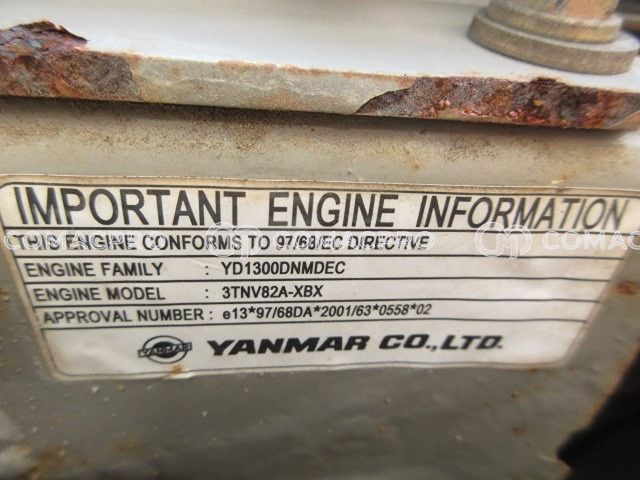 IMPORTANT ENGINE INFORMATION
THIS ENGINE CONFORMS TO 97/68/EC DIRECTIVE
ENGINE FAMILY : YD1300DNMDEC
ENGINE MODEL : 3TNV82A-XBX
APPROVAL NUMBER : e13*97/68DA*2001/63*0558*02
YANMAR YANMAR CO.,LTD.